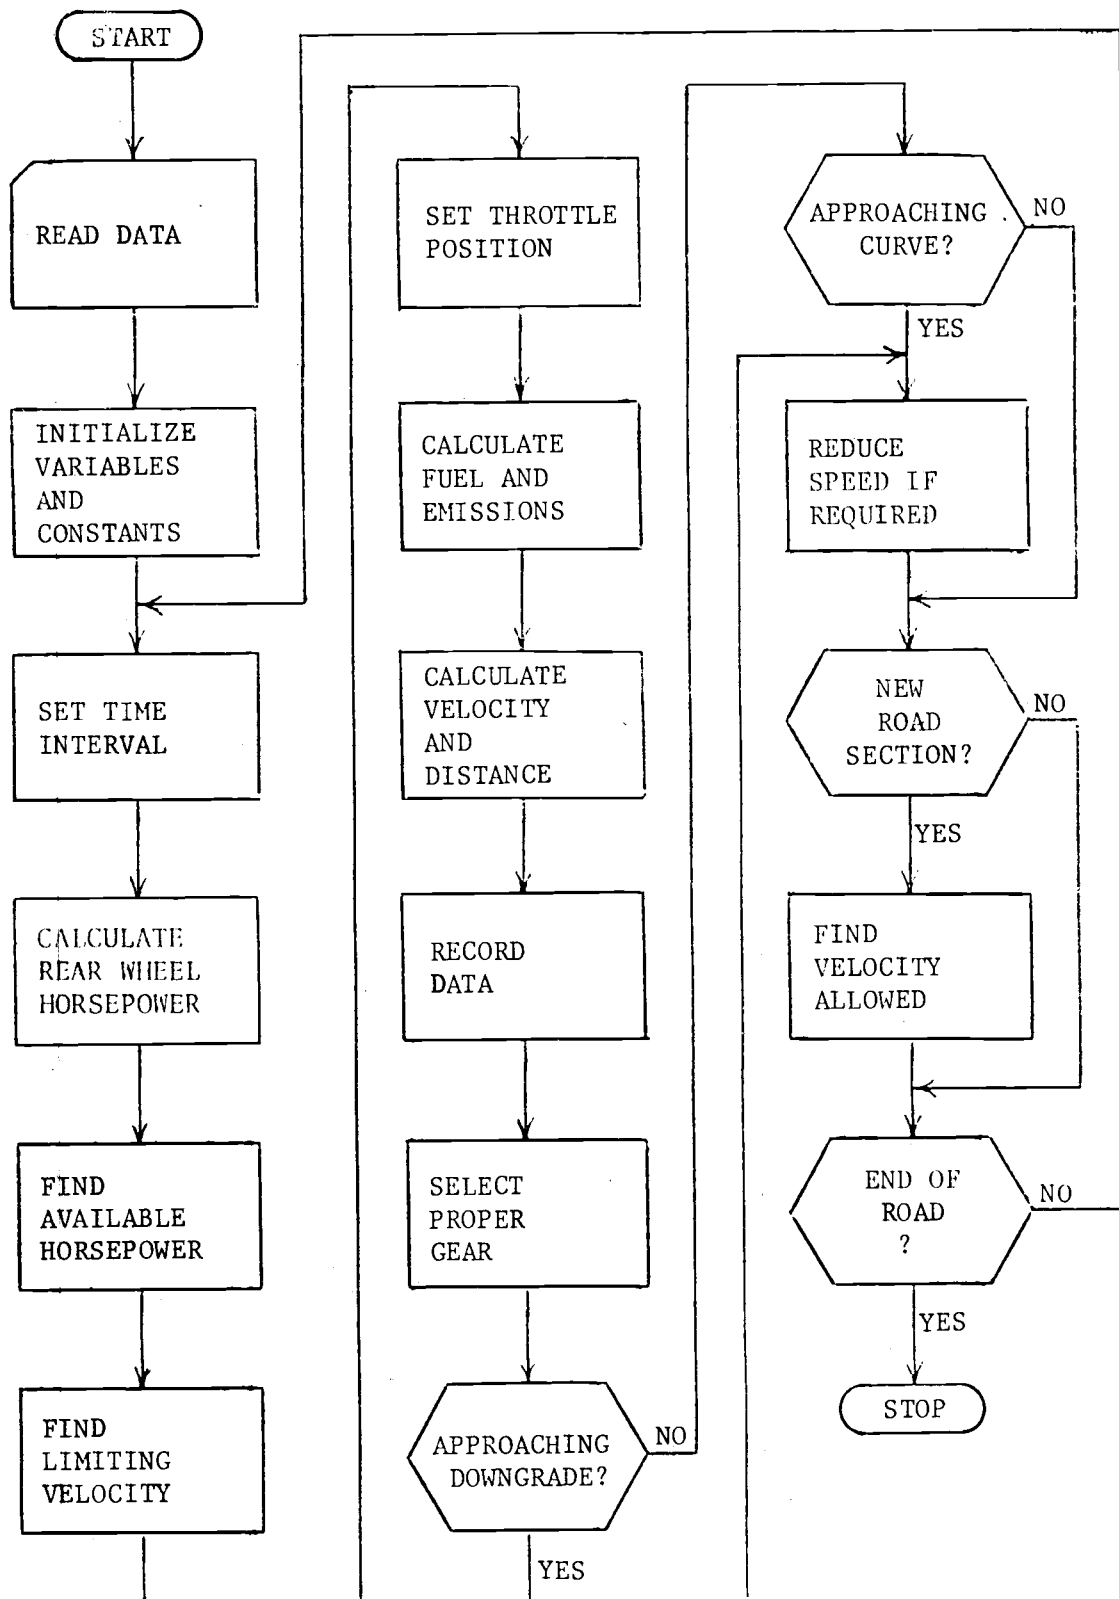 START
READ DATA
INITIALIZE
VARIABLES
AND
CONSTANTS
SET TIME
INTERVAL
CALCULATE
REAR WHEEL
HORSEPOWER
FIND
AVAILABLE
HORSEPOWER
FIND
LIMITING
VELOCITY
SET THROTTLE
POSITION
CALCULATE
FUEL AND
EMISSIONS
CALCULATE
VELOCITY
AND
DISTANCE
RECORD
DATA
SELECT
PROPER
GEAR
APPROACHING
DOWNGRADE?
NO
YES
APPROACHING
CURVE?
NO
YES
REDUCE
SPEED IF
REQUIRED
NEW
ROAD
SECTION?
NO
YES
FIND
VELOCITY
ALLOWED
END OF
ROAD
?
NO
YES
STOP